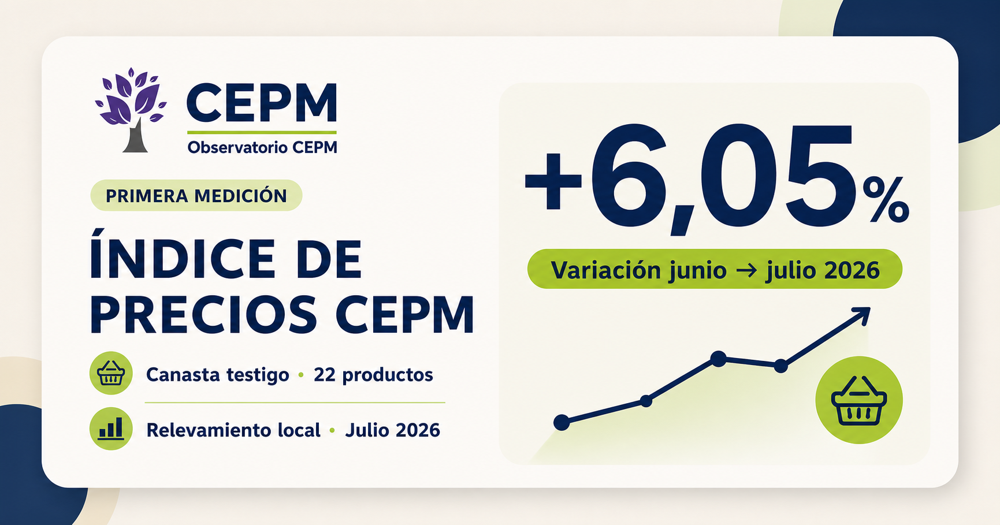 CEPM
Observatorio CEPM
PRIMERA MEDICIÓN
ÍNDICE DE
PRECIOS CEPM
Canasta testigo • 22 productos
Relevamiento local • Julio 2026
+6,05%
Variación junio → julio 2026